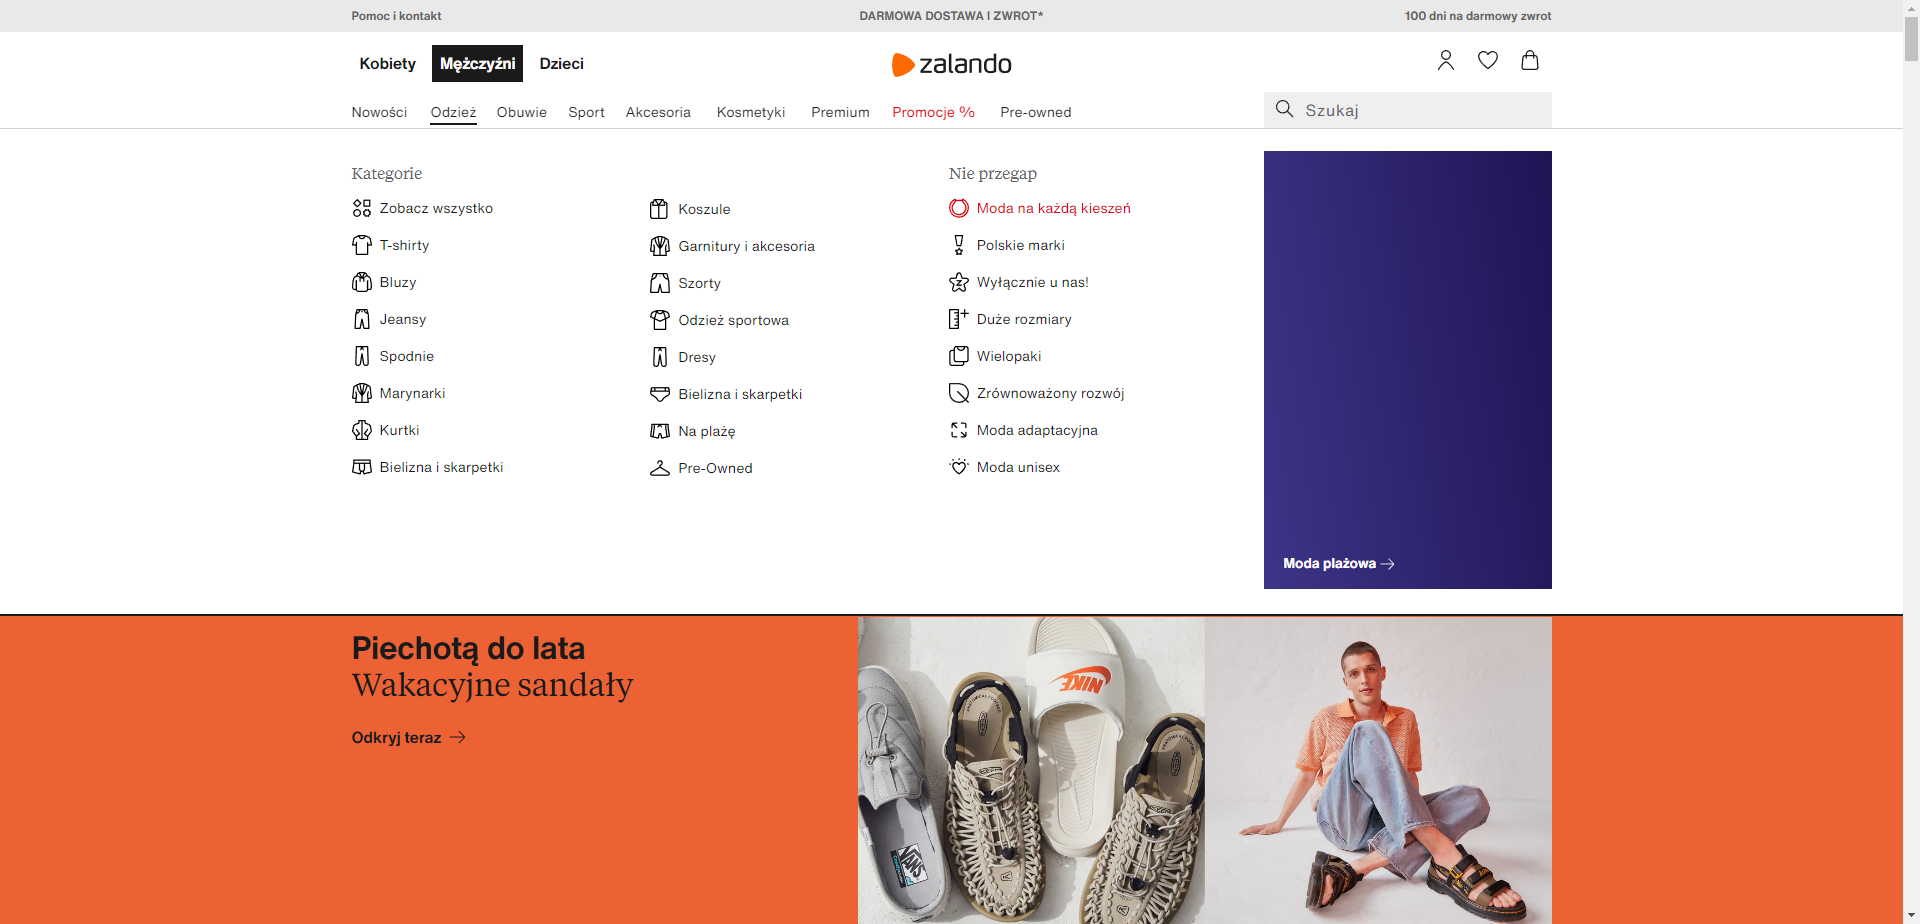 Pomoc i kontakt
DARMOWA DOSTAWA I ZWROT*
100 dni na darmowy zwrot
Kobiety
Mężczyźni
Dzieci
zalando
Nowości
Odzież
Obuwie
Sport
Akcesoria
Kosmetyki
Premium
Promocje %
Pre-owned
Szukaj
Kategorie
Zobacz wszystko
T-shirty
Bluzy
Jeansy
Spodnie
Marynarki
Kurtki
Bielizna i skarpetki
Koszule
Garnitury i akcesoria
Szorty
Odzież sportowa
Dresy
Bielizna i skarpetki
Na plażę
Pre-Owned
Nie przegap
Moda na każdą kieszeń
Polskie marki
Wyłącznie u nas!
Duże rozmiary
Wielopaki
Zrównoważony rozwój
Moda adaptacyjna
Moda unisex
Moda plażowa
Piechotą do lata
Wakacyjne sandały
Odkryj teraz
NIKE
KEEN
KEEN
VANS